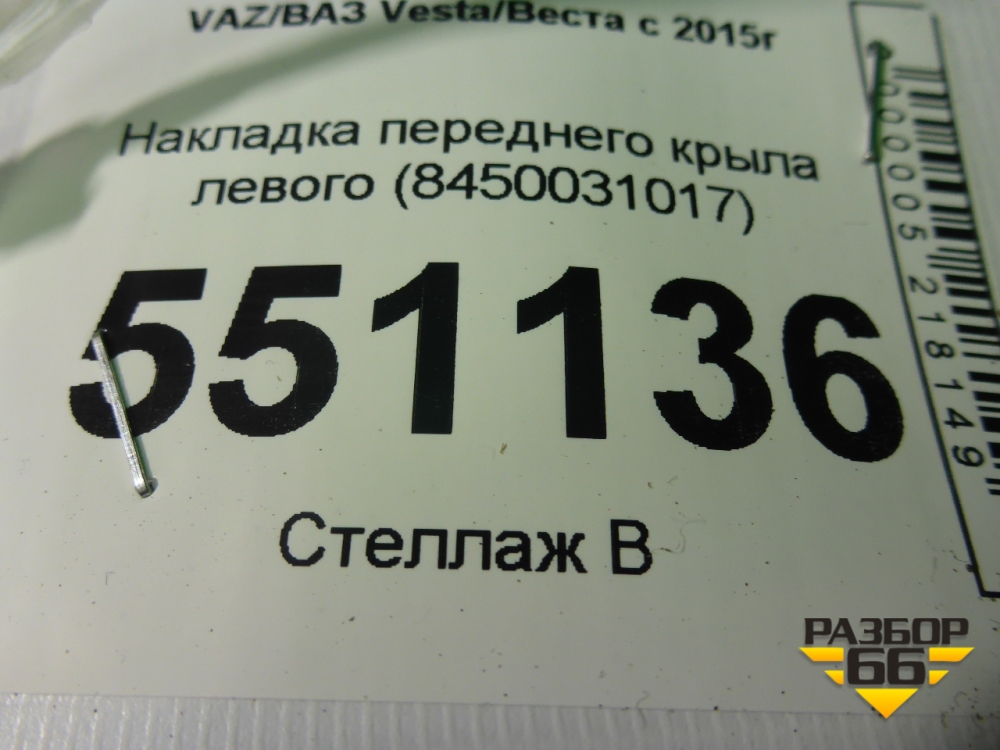 VAZ/ВАЗ Vesta/Веста с 2015г
Накладка переднего крыла
левого (8450031017)
551136
Стеллаж В
000005218149
РАЗБОР
66